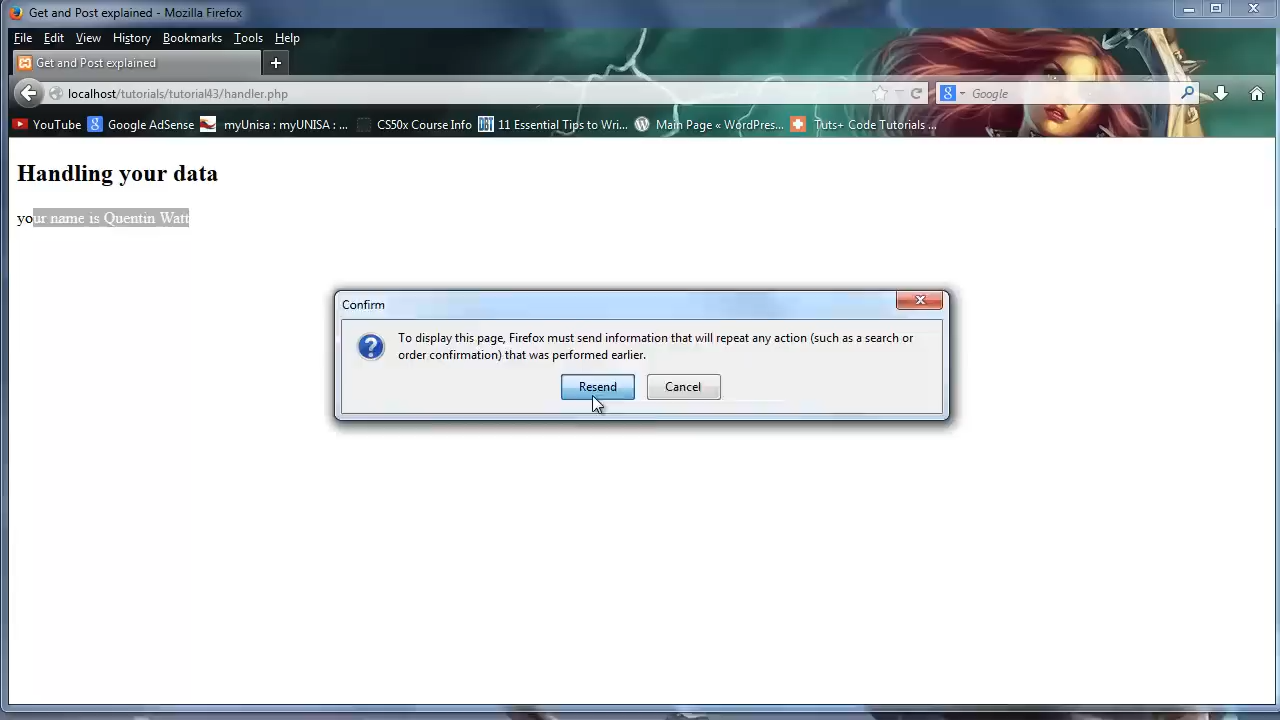 Get and Post explained - Mozilla Firefox
File Edit View History Bookmarks Tools Help
Get and Post explained +
localhost/tutorials/tutorial43/handler.php Google
YouTube Google AdSense myUnisa : myUNISA : ... CS50x Course Info 11 Essential Tips to Wri... Main Page « WordPres... Tuts+ Code Tutorials ...
Handling your data
your name is Quentin Watt
Confirm
To display this page, Firefox must send information that will repeat any action (such as a search or
order confirmation) that was performed earlier.
Resend Cancel